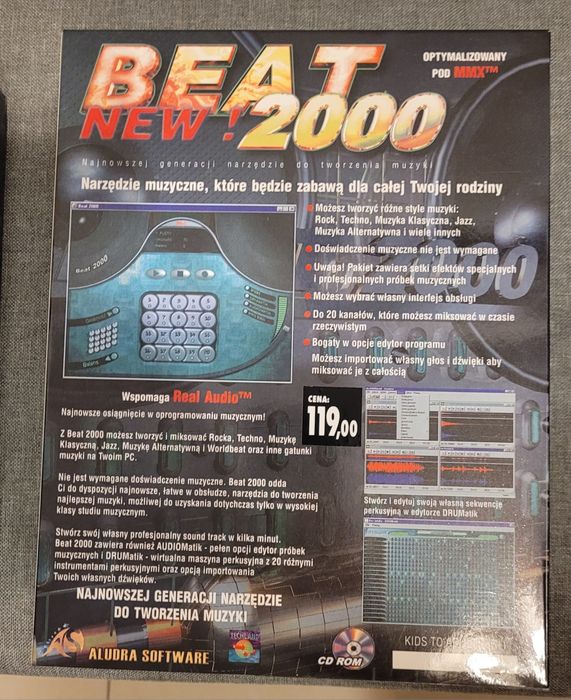 BEAT
NEW! 2000
OPTYMALIZOWANY
POD MMX™
Najnowszej generacji narzędzie do tworzenia muzyki
Narzędzie muzyczne, które będzie zabawą dla całej Twojej rodziny
Beat 2000
Beat 2000
Balans
Możesz tworzyć różne style muzyki:
Rock, Techno, Muzyka Klasyczna, Jazz,
Muzyka Alternatywna i wiele innych
Doświadczenie muzyczne nie jest wymagane
Uwaga! Pakiet zawiera setki efektów specjalnych
i profesjonalnych próbek muzycznych
Możesz wybrać własny interfejs obsługi
Do 20 kanałów, które możesz miksować w czasie
rzeczywistym
Bogaty w opcje edytor programu
Możesz importować własny głos i dźwięki aby
miksować je z całością
Wspomaga Real Audio™
Najnowsze osiągnięcie w oprogramowaniu muzycznym!
Z Beat 2000 możesz tworzyć i miksować Rocka, Techno, Muzykę
Klasyczną, Jazz, Muzykę Alternatywną i Worldbeat oraz inne gatunki
muzyki na Twoim PC.
Nie jest wymagane doświadczenie muzyczne. Beat 2000 odda
Ci do dyspozycji najnowsze, łatwe w obsłudze, narzędzia do tworzenia
najlepszej muzyki, możliwej do uzyskania dotychczas tylko w wysokiej
klasy studiu muzycznym.
Stwórz swój własny profesjonalny sound track w kilka minut.
Beat 2000 zawiera również AUDIOMatik - pełen opcji edytor próbek
muzycznych i DRUMatik - wirtualna maszyna perkusyjna z 20 różnymi
instrumentami perkusyjnymi oraz opcją importowania
Twoich własnych dźwięków.
NAJNOWSZEJ GENERACJI NARZĘDZIE
DO TWORZENIA MUZYKI
CENA:
119,00
Stwórz i edytuj swoją własną sekwencję
perkusyjną w edytorze DRUMatik
AS
ALUDRA SOFTWARE
TECHLAND
CD ROM
KIDS TO